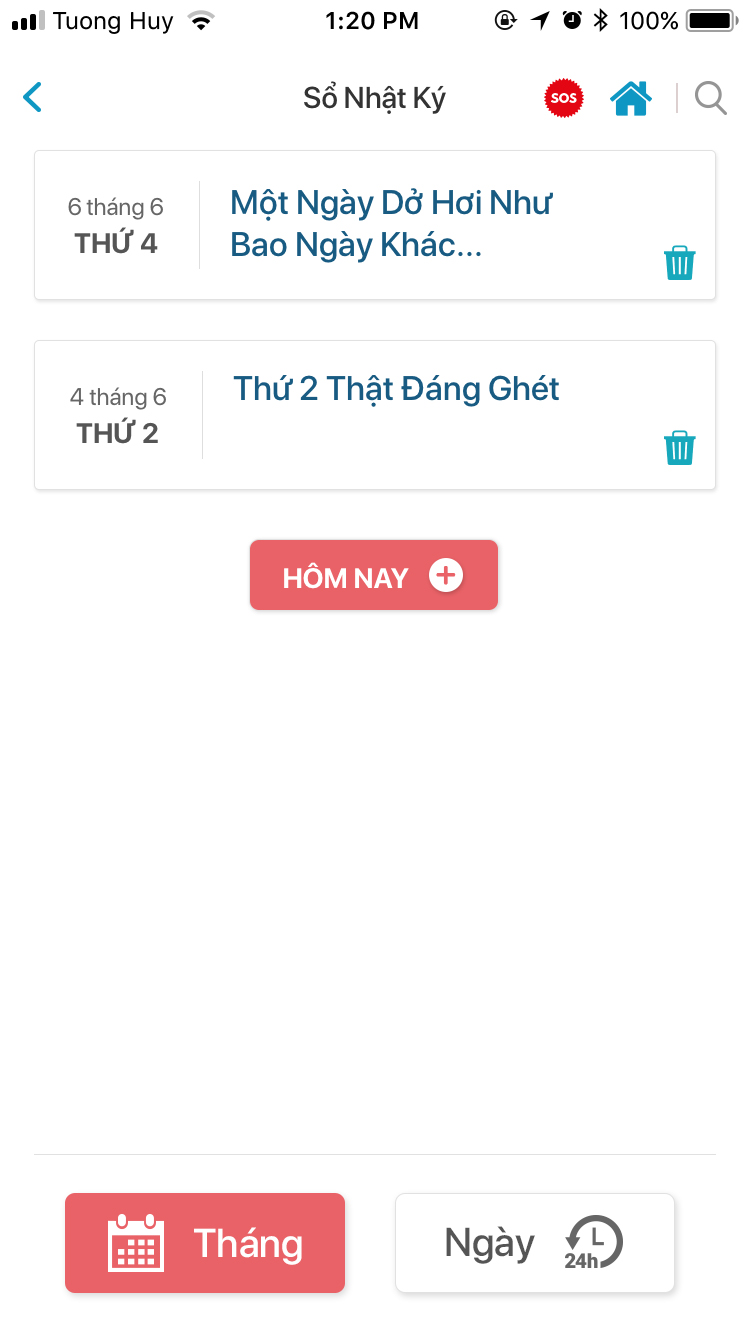 Tuong Huy 1:20 PM 100%
Sổ Nhật Ký SOS
6 tháng 6
THỨ 4
Một Ngày Dở Hơi Như
Bao Ngày Khác...
4 tháng 6
THỨ 2
Thứ 2 Thật Đáng Ghét
HÔM NAY
Tháng
Ngày
24h